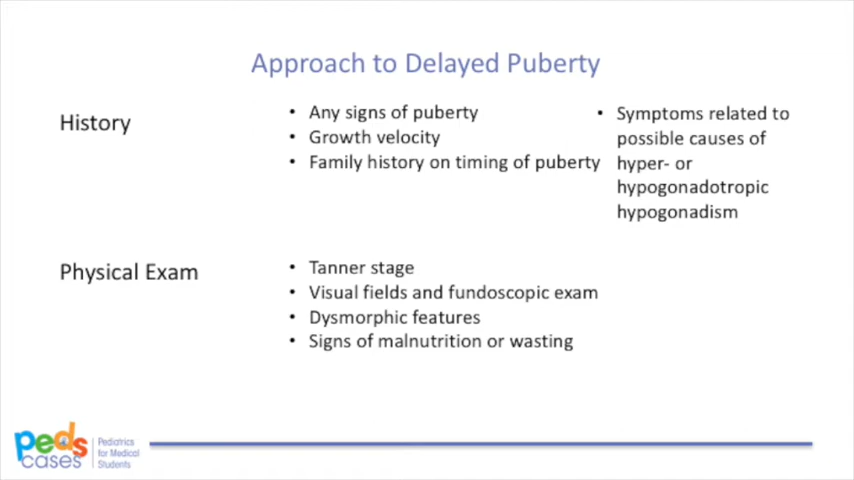 Approach to Delayed Puberty
History
• Any signs of puberty
• Growth velocity
• Family history on timing of puberty
• Symptoms related to
possible causes of
hyper- or
hypogonadotropic
hypogonadism
Physical Exam
• Tanner stage
• Visual fields and fundoscopic exam
• Dysmorphic features
• Signs of malnutrition or wasting
peds
cases
Pediatrics
for Medical
Students